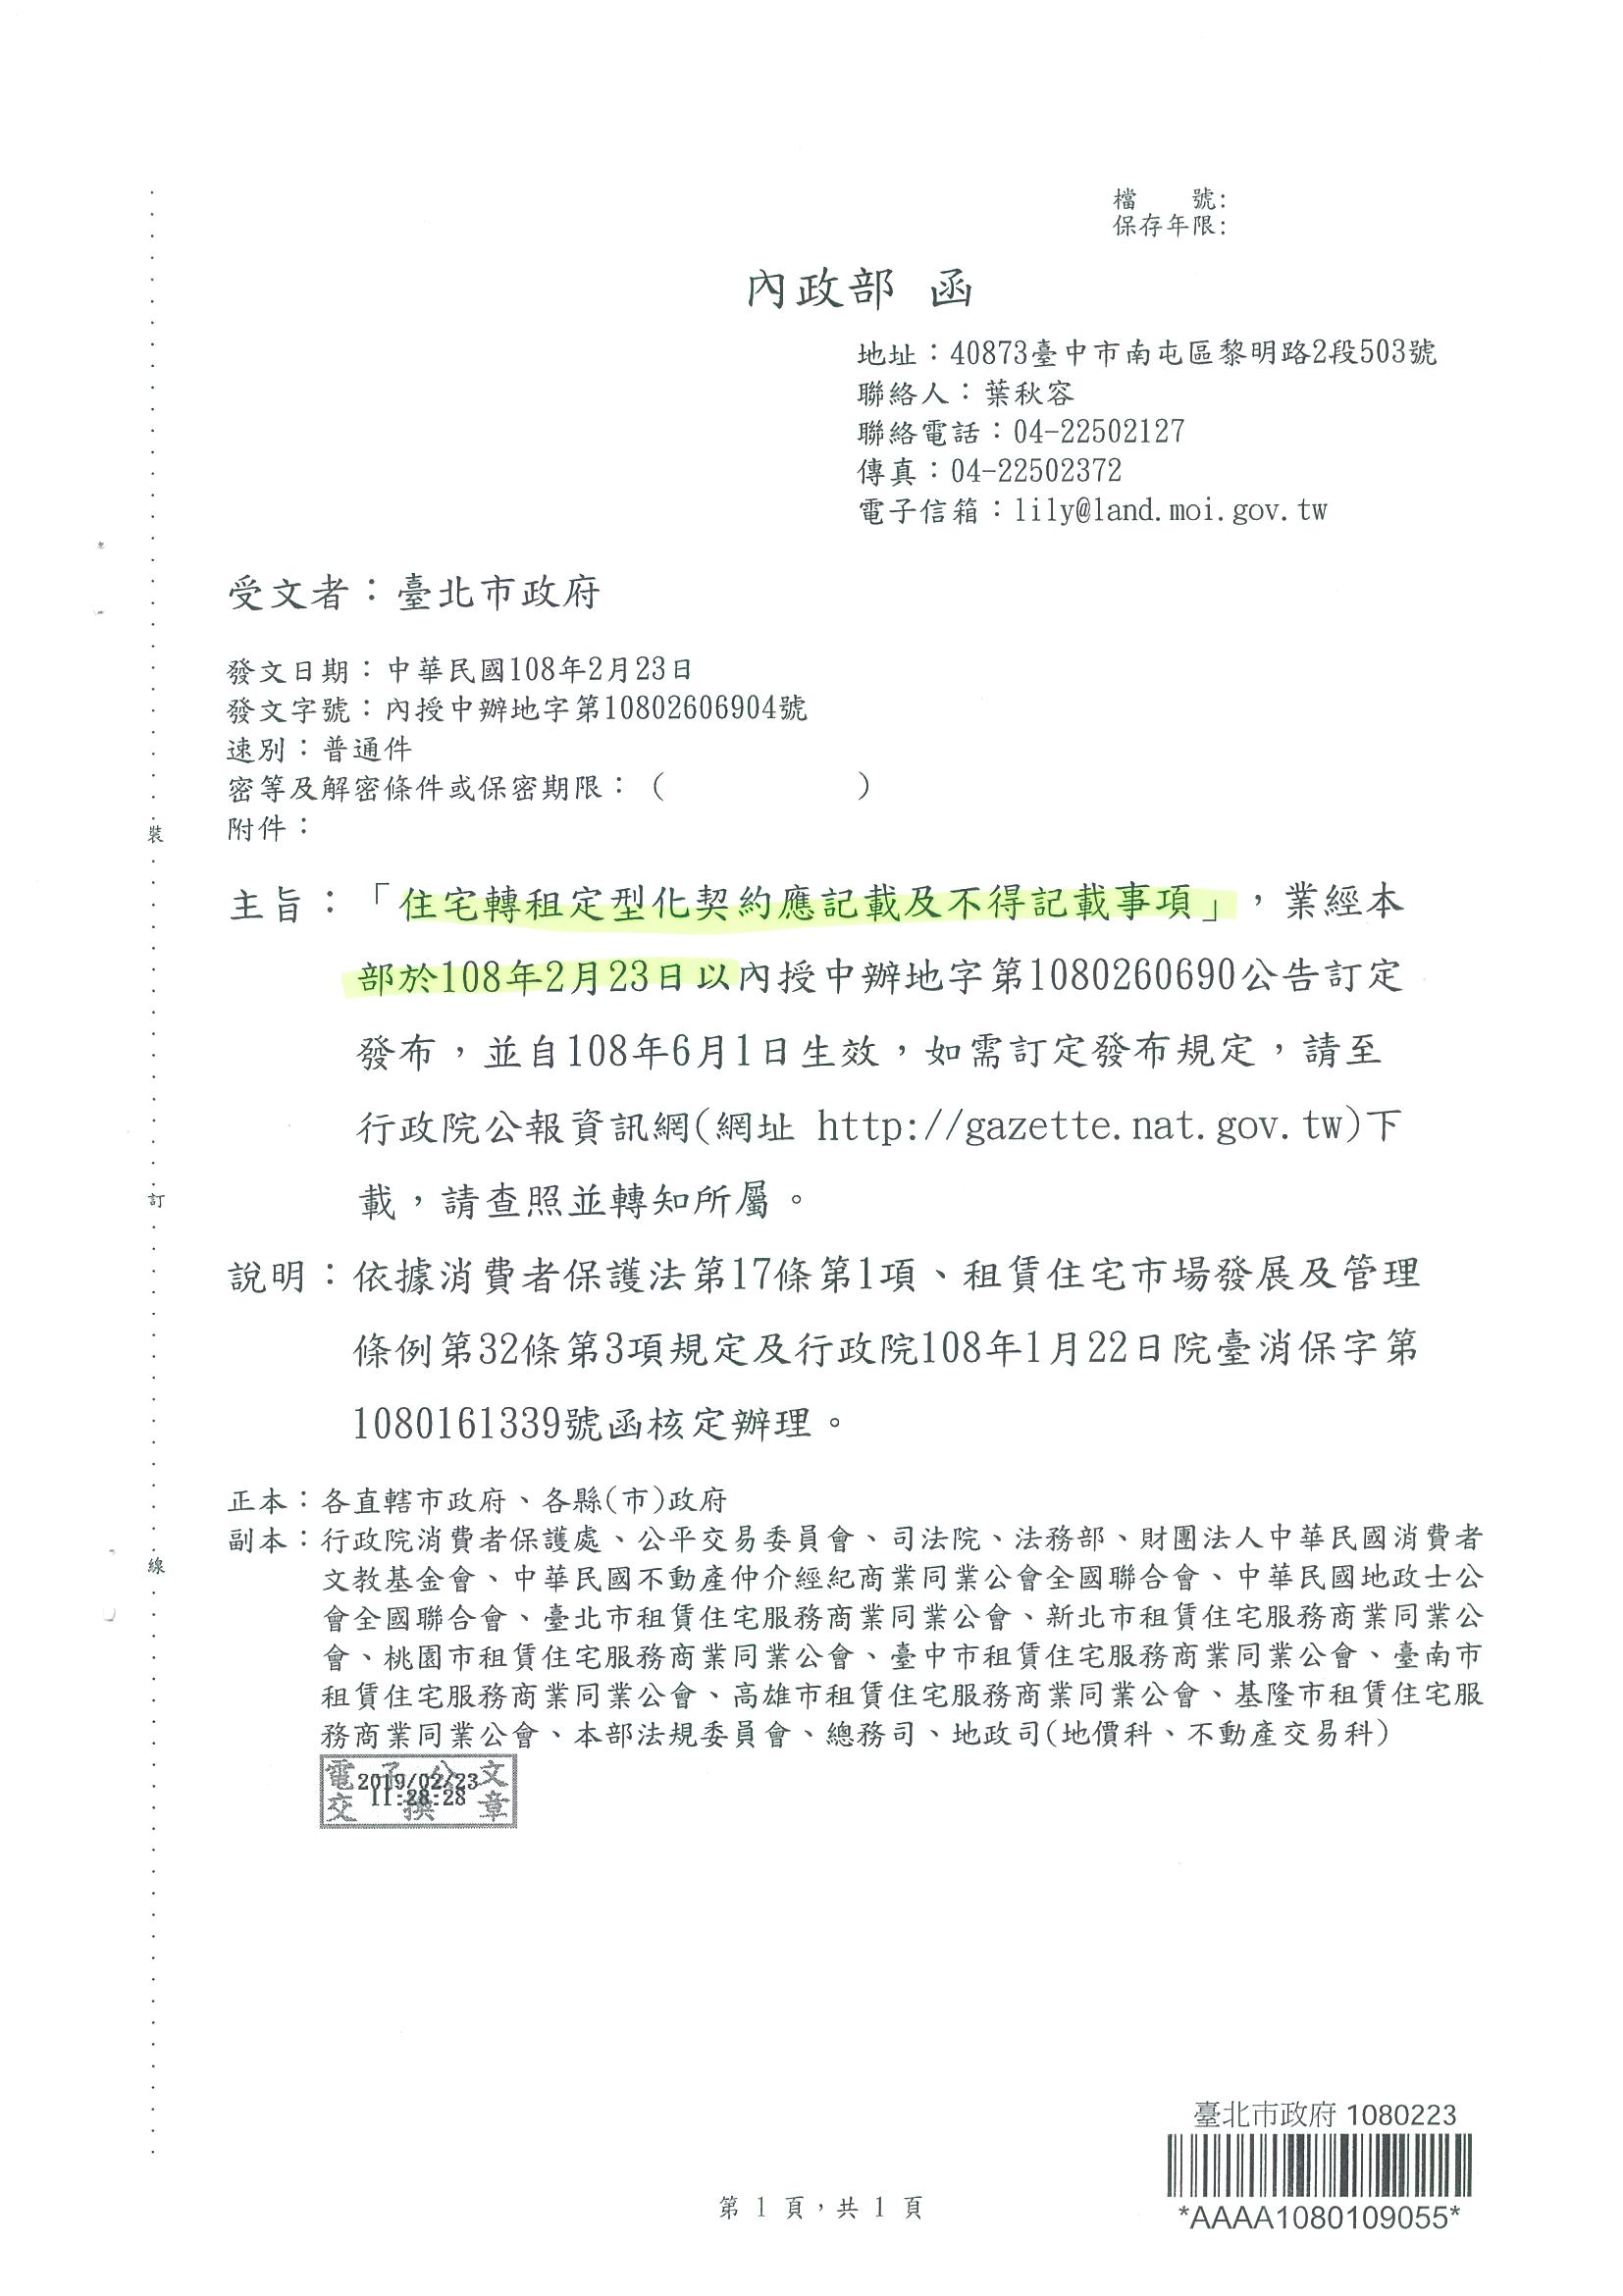 檔　　號:
保存年限:
內政部 函
地址：40873臺中市南屯區黎明路2段503號
聯絡人：葉秋容
聯絡電話：04-22502127
傳真：04-22502372
電子信箱：lily@land.moi.gov.tw
受文者：臺北市政府
發文日期：中華民國108年2月23日
發文字號：內授中辦地字第10802606904號
速別：普通件
密等及解密條件或保密期限：（　　　　　　）
附件：
主旨：「住宅轉租定型化契約應記載及不得記載事項」，業經本
部於108年2月23日以內授中辦地字第1080260690公告訂定
發布，並自108年6月1日生效，如需訂定發布規定，請至
行政院公報資訊網(網址 http://gazette.nat.gov.tw)下
載，請查照並轉知所屬。
說明：依據消費者保護法第17條第1項、租賃住宅市場發展及管理
條例第32條第3項規定及行政院108年1月22日院臺消保字第
1080161339號函核定辦理。
正本：各直轄市政府、各縣(市)政府
副本：行政院消費者保護處、公平交易委員會、司法院、法務部、財團法人中華民國消費者
文教基金會、中華民國不動產仲介經紀商業同業公會全國聯合會、中華民國地政士公
會全國聯合會、臺北市租賃住宅服務商業同業公會、新北市租賃住宅服務商業同業公
會、桃園市租賃住宅服務商業同業公會、臺中市租賃住宅服務商業同業公會、臺南市
租賃住宅服務商業同業公會、高雄市租賃住宅服務商業同業公會、基隆市租賃住宅服
務商業同業公會、本部法規委員會、總務司、地政司(地價科、不動產交易科)
電子公文
2019/02/23
11:28:28
交換章
裝
訂
線
臺北市政府 1080223
*AAAA1080109055*
第 1 頁，共 1 頁